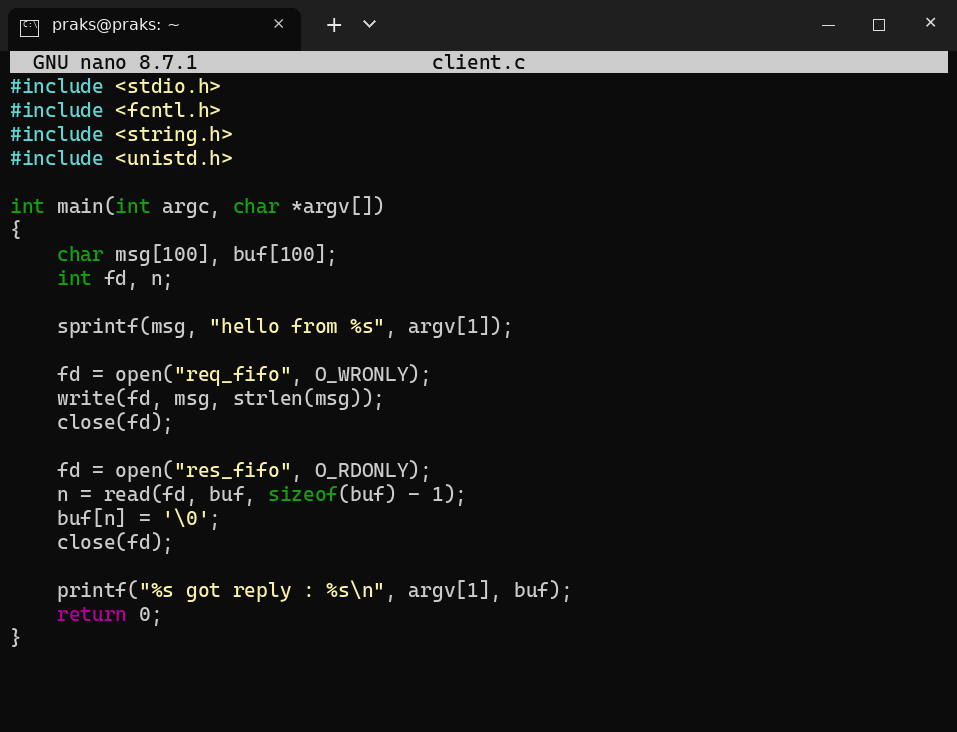 praks@praks: ~
GNU nano 8.7.1 client.c
#include <stdio.h>
#include <fcntl.h>
#include <string.h>
#include <unistd.h>

int main(int argc, char *argv[])
{
    char msg[100], buf[100];
    int fd, n;

    sprintf(msg, "hello from %s", argv[1]);

    fd = open("req_fifo", O_WRONLY);
    write(fd, msg, strlen(msg));
    close(fd);

    fd = open("res_fifo", O_RDONLY);
    n = read(fd, buf, sizeof(buf) - 1);
    buf[n] = '\0';
    close(fd);

    printf("%s got reply : %s\n", argv[1], buf);
    return 0;
}